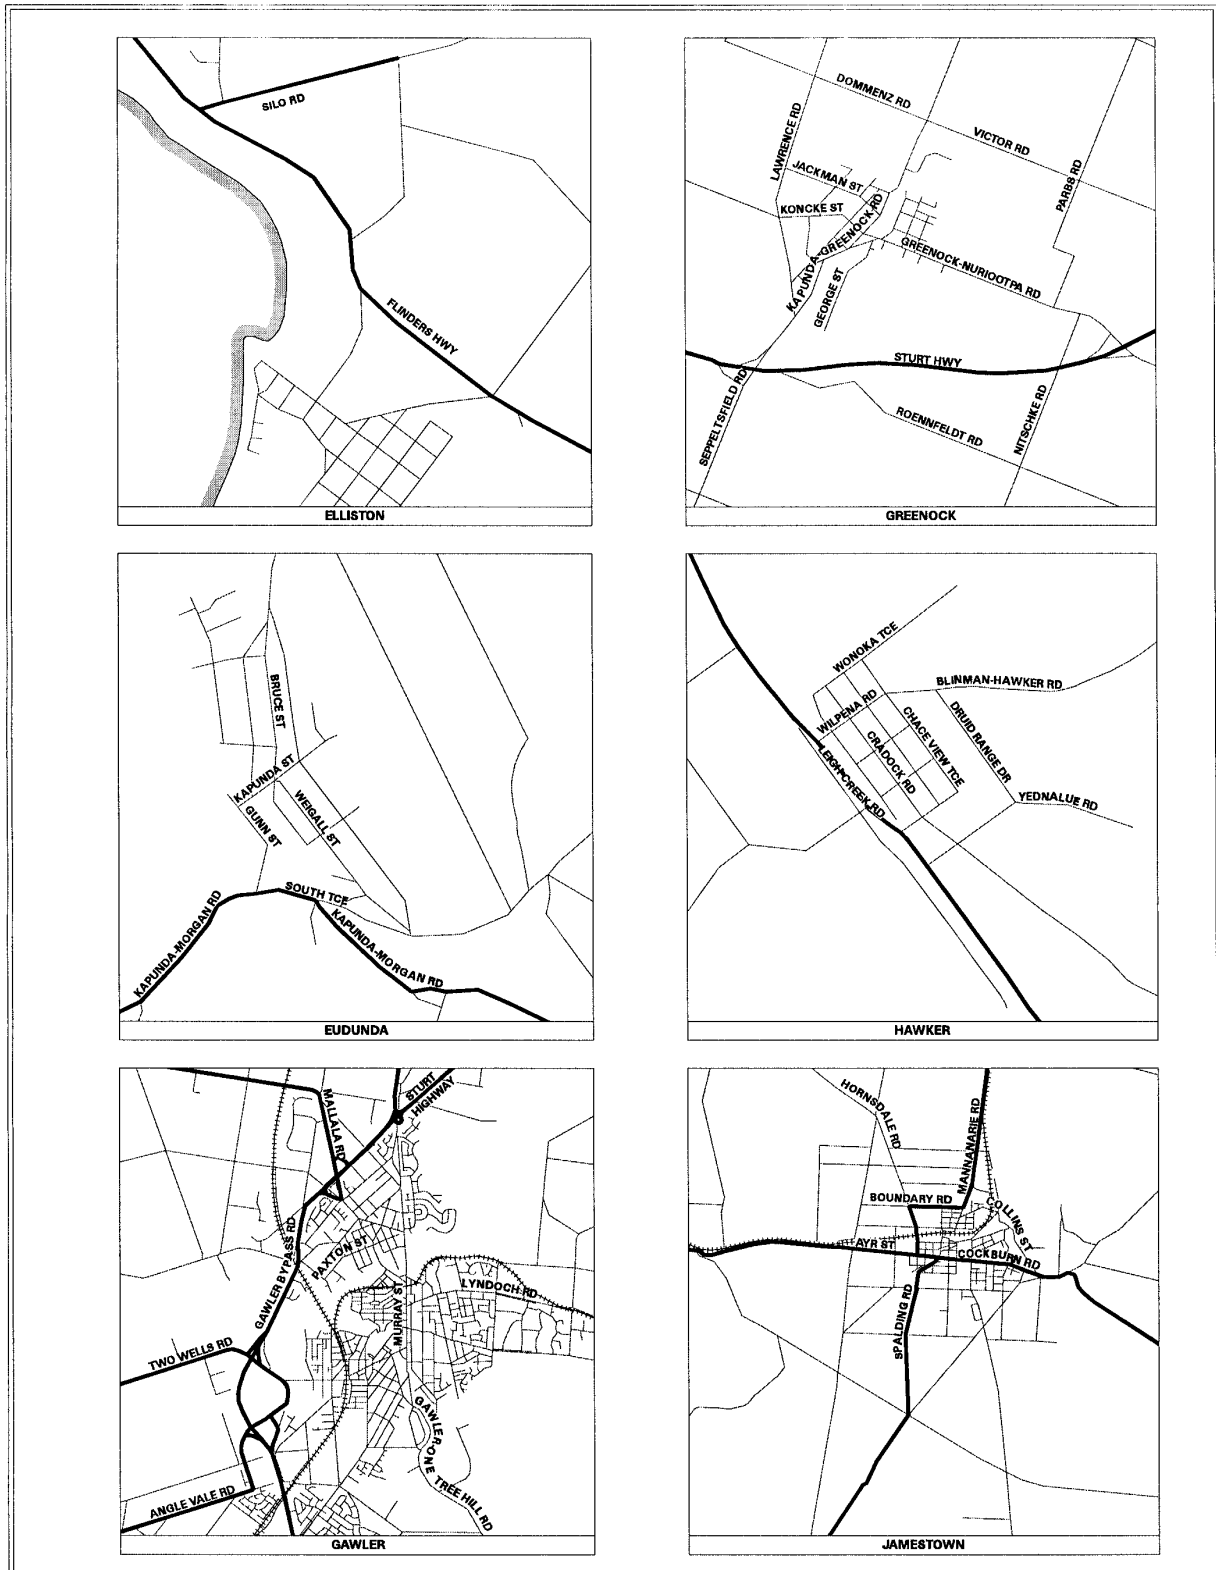 SILO RD
FLINDERS HWY
ELLISTON
DOMMENZ RD
VICTOR RD
LAWRENCE RD
PARBS RD
JACKMAN ST
KONCKE ST
KAPUNDA-GREENOCK RD
GREENOCK-NURIOOTPA RD
GEORGE ST
STURT HWY
SEPPELTSFIELD RD
ROENNFELDT RD
NITSCHKE RD
GREENOCK
BRUCE ST
KAPUNDA ST
GUNN ST
WEIGALL ST
SOUTH TCE
KAPUNDA-MORGAN RD
KAPUNDA-MORGAN RD
EUDUNDA
WONOKA TCE
BLINMAN-HAWKER RD
WILPENA RD
CHACE VIEW TCE
DRUID RANGE DR
CRADOCK RD
LEIGH CREEK RD
YEDNALUE RD
HAWKER
STURT
HIGHWAY
MALLALA RD
GAWLER BYPASS RD
PAXTON ST
LYNDOCH RD
MURRAY ST
TWO WELLS RD
GAWLER-ONE TREE HILL RD
ANGLE VALE RD
GAWLER
HORNSDALE RD
MANNANARIE RD
BOUNDARY RD
COLLINS ST
AYR ST
COCKBURN RD
SPALDING RD
JAMESTOWN